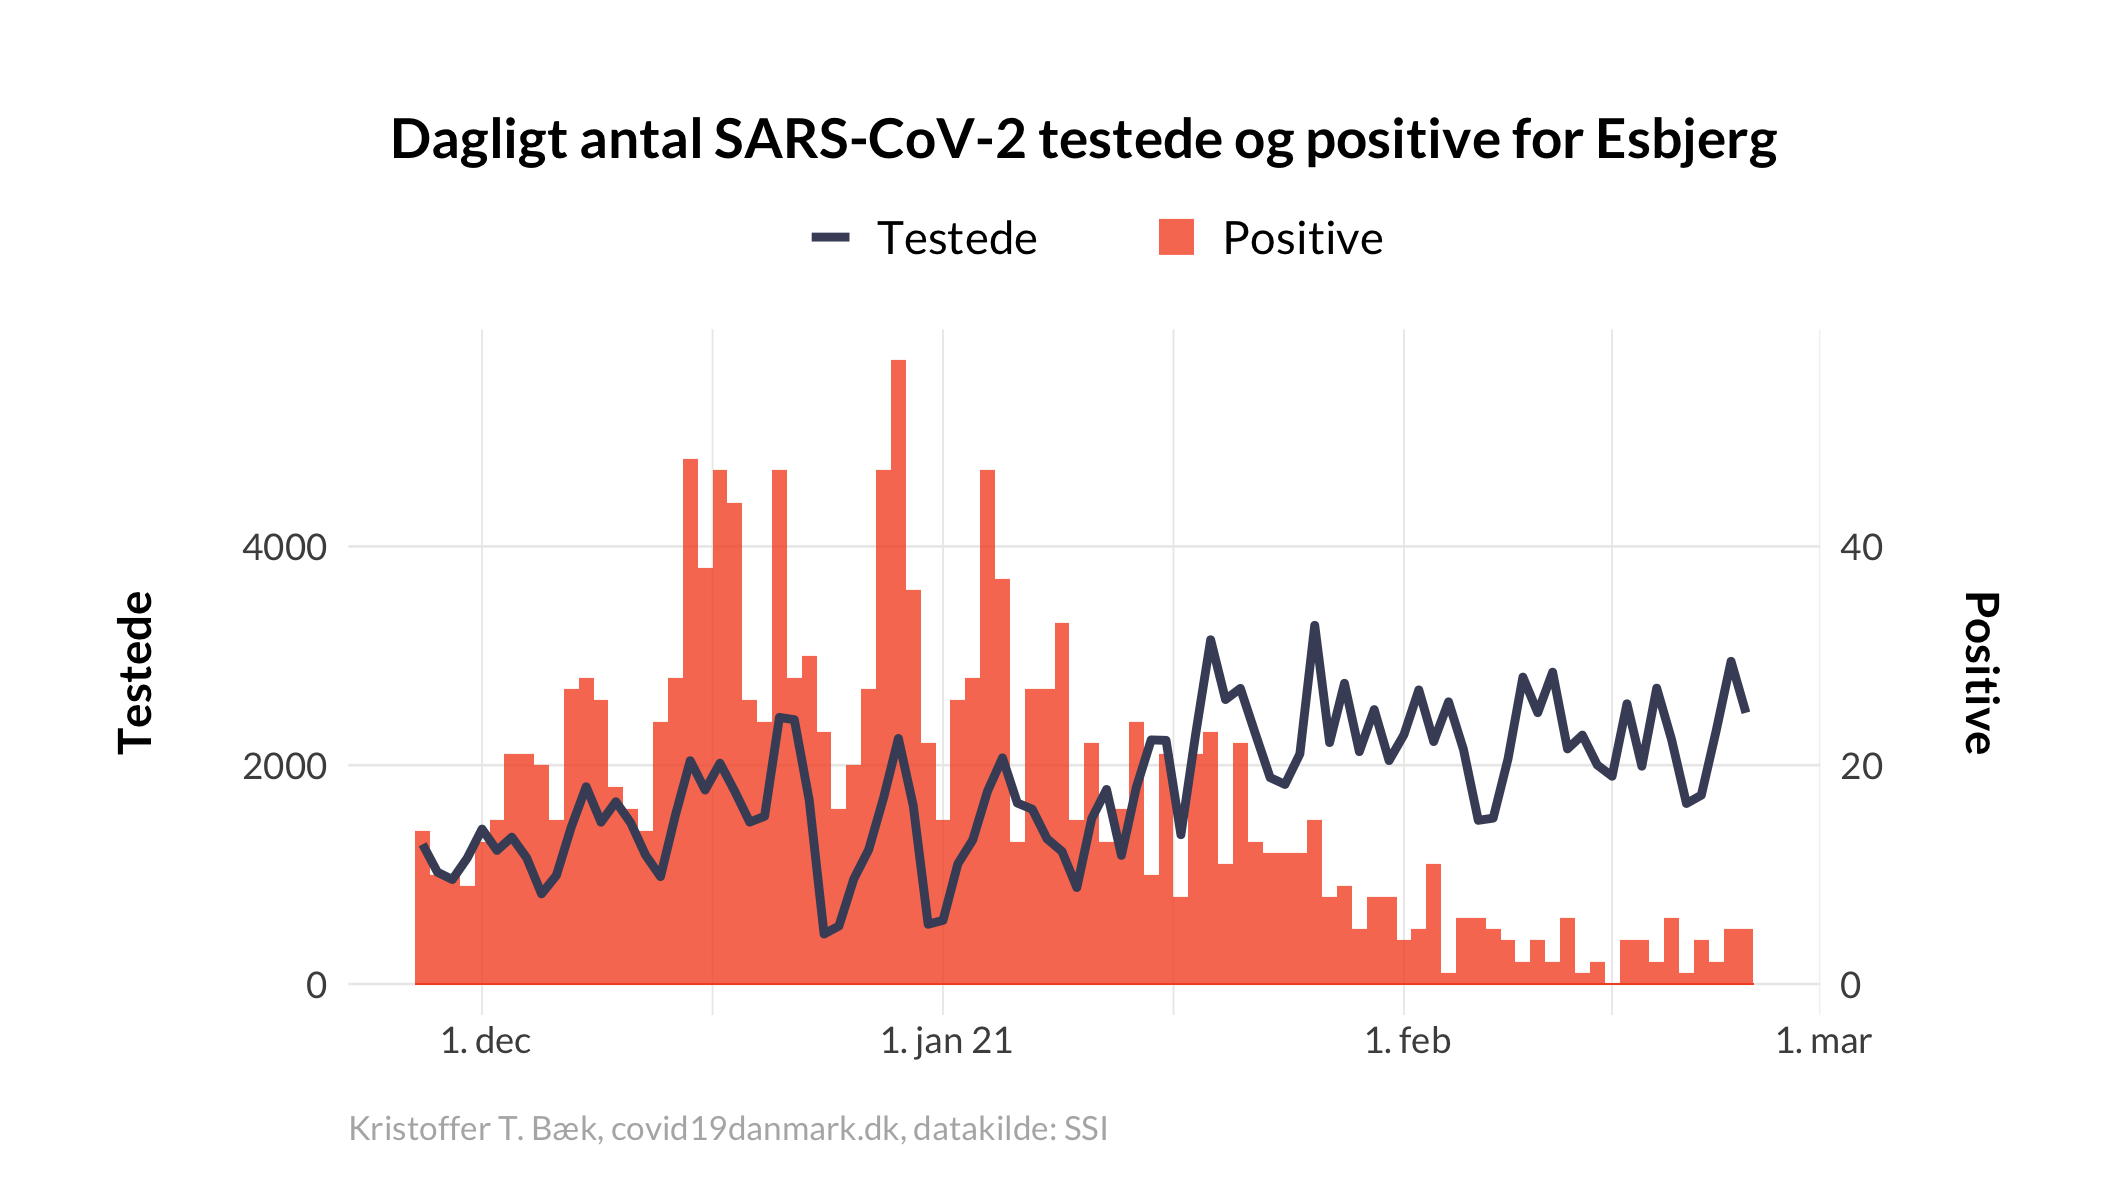 Dagligt antal SARS-CoV-2 testede og positive for Esbjerg
Testede
Positive
Testede
4000
2000
0
40
20
0
Positive
1. dec
1. jan 21
1. feb
1. mar
Kristoffer T. Bæk, covid19danmark.dk, datakilde: SSI